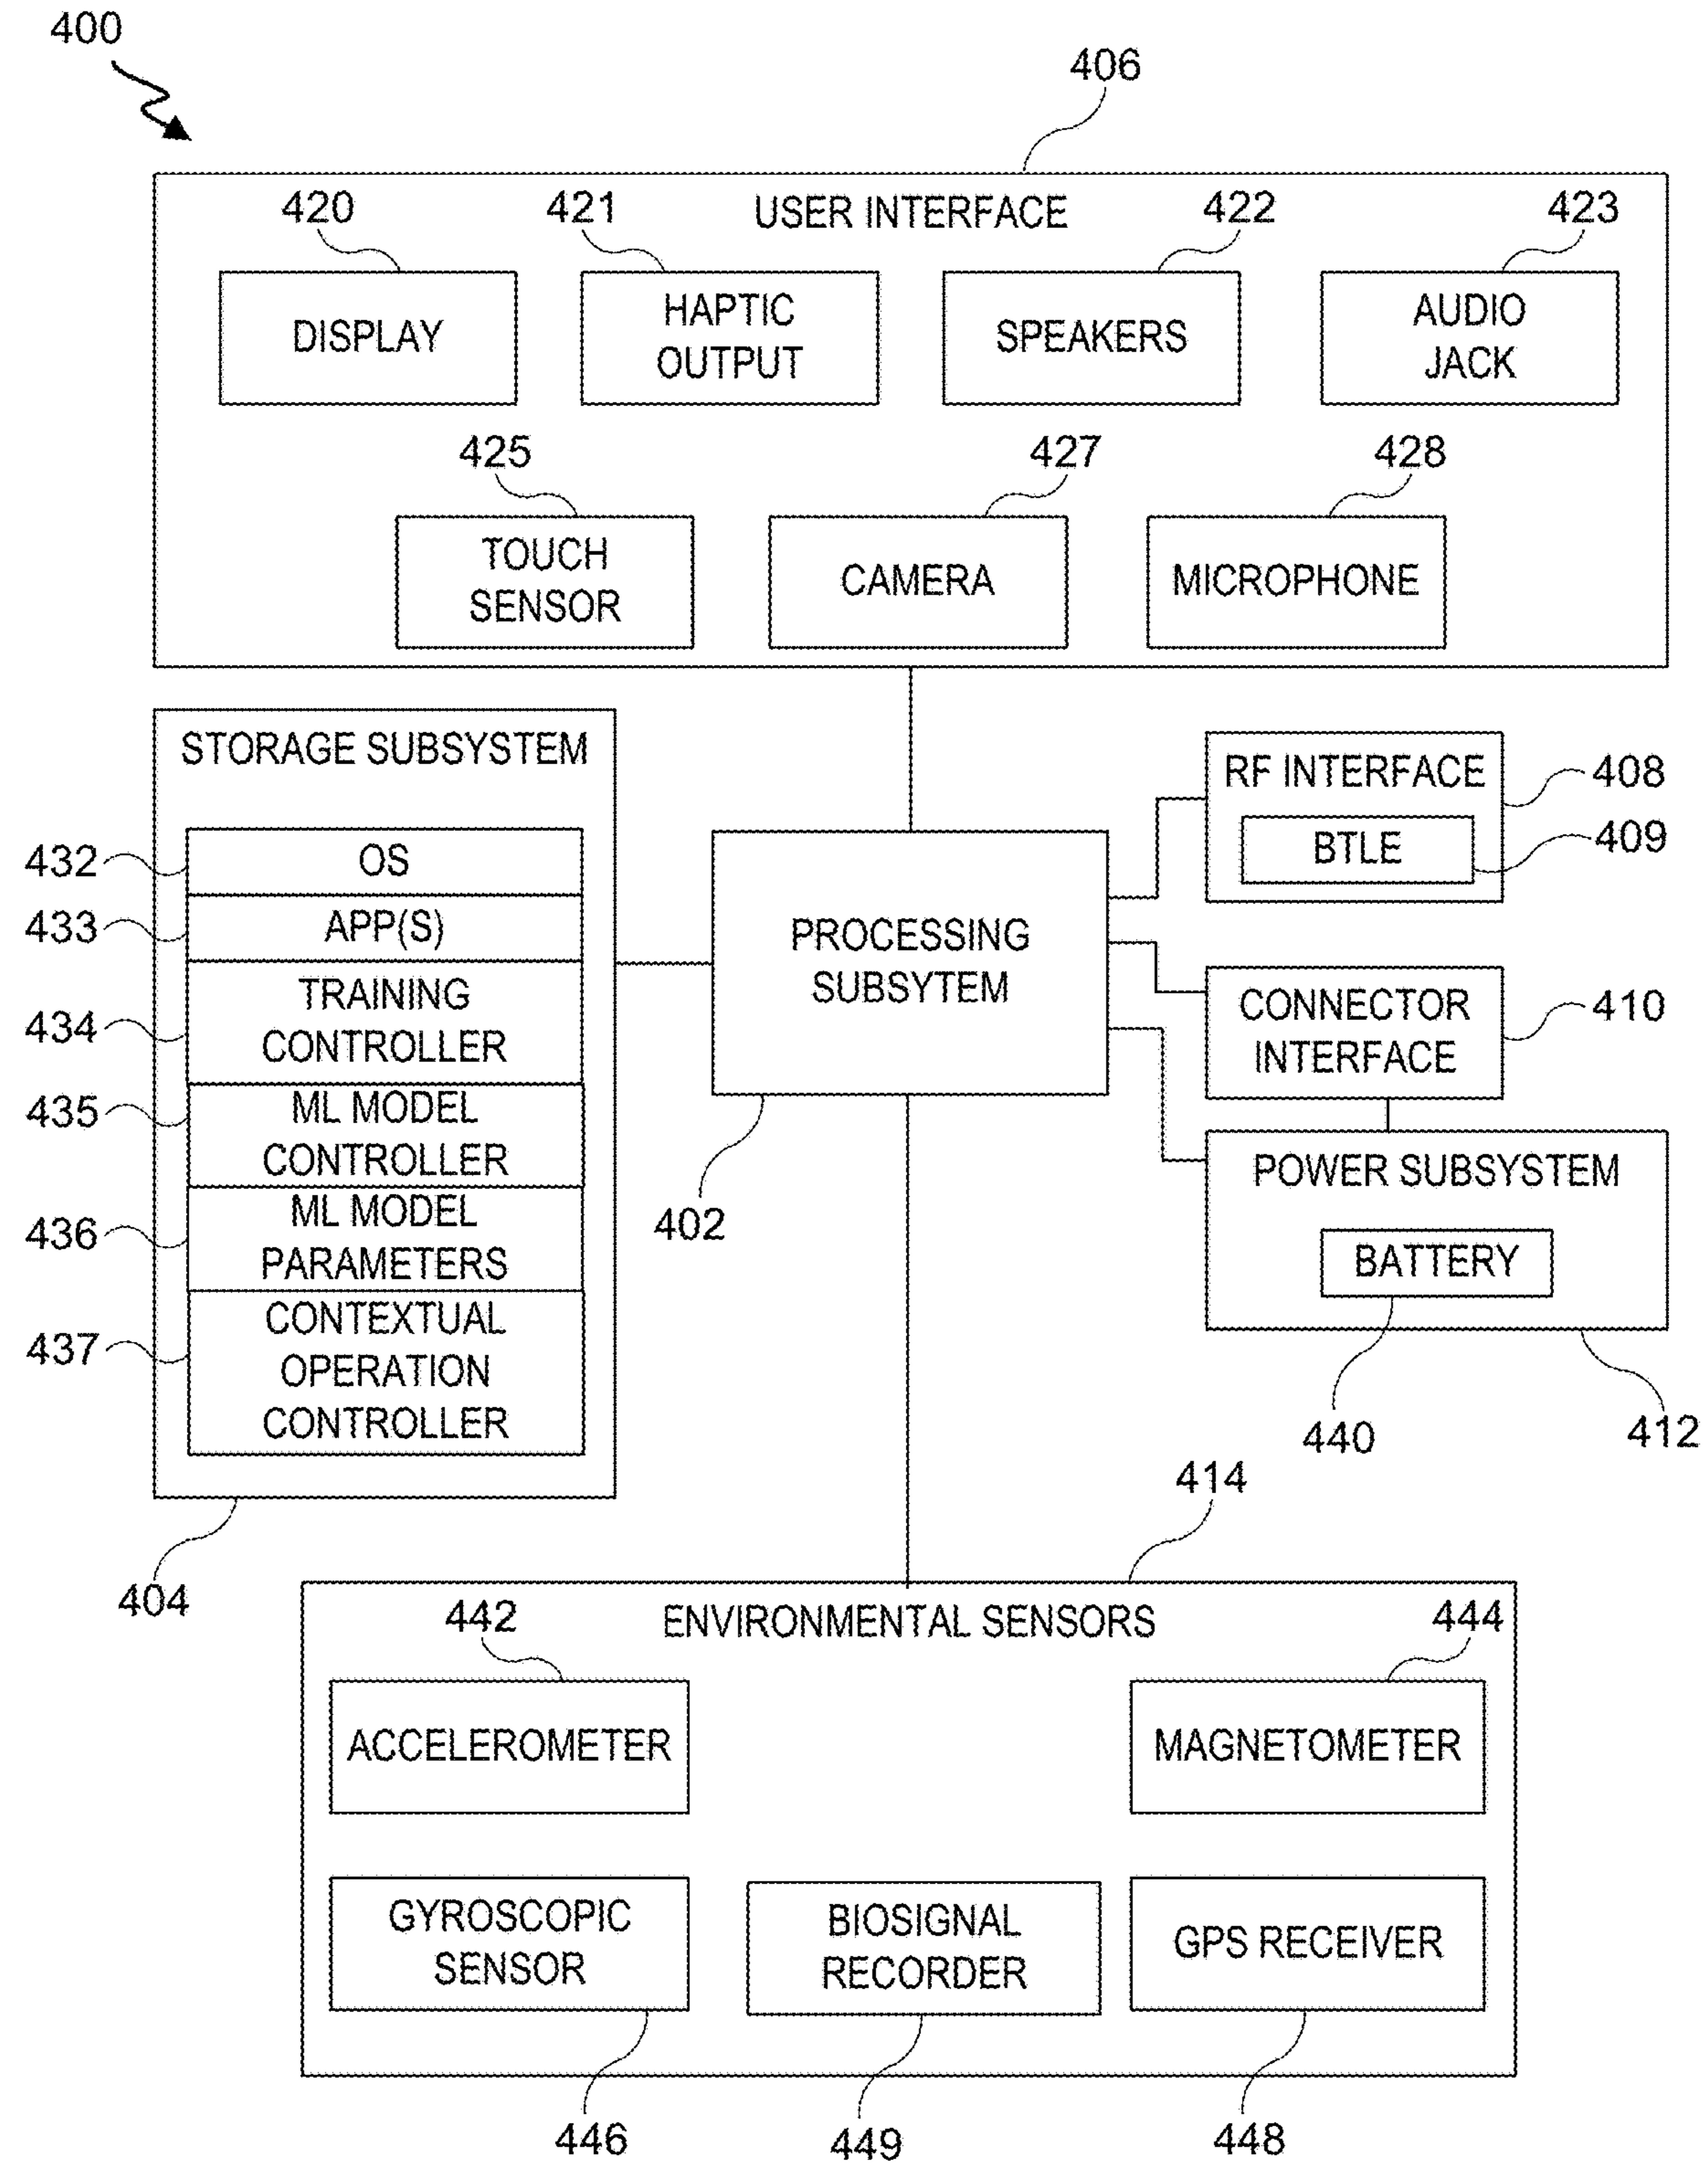 400
406
USER INTERFACE
420
421
422
423
DISPLAY
HAPTIC
OUTPUT
SPEAKERS
AUDIO
JACK
425
427
428
TOUCH
SENSOR
CAMERA
MICROPHONE
STORAGE SUBSYSTEM
432
OS
433
APP(S)
434
TRAINING
CONTROLLER
435
ML MODEL
CONTROLLER
436
ML MODEL
PARAMETERS
437
CONTEXTUAL
OPERATION
CONTROLLER
404
PROCESSING
SUBSYTEM
402
RF INTERFACE
408
BTLE
409
CONNECTOR
INTERFACE
410
POWER SUBSYSTEM
BATTERY
440
412
414
ENVIRONMENTAL SENSORS
442
444
ACCELEROMETER
MAGNETOMETER
GYROSCOPIC
SENSOR
BIOSIGNAL
RECORDER
GPS RECEIVER
446
449
448